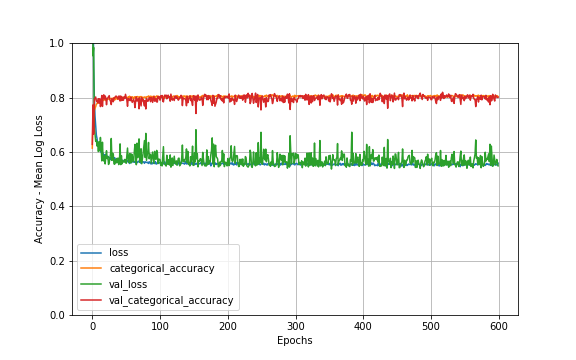 1.0
0.8
0.6
0.4
0.2
0.0
Accuracy - Mean Log Loss
loss
categorical_accuracy
val_loss
val_categorical_accuracy
0 100 200 300 400 500 600
Epochs